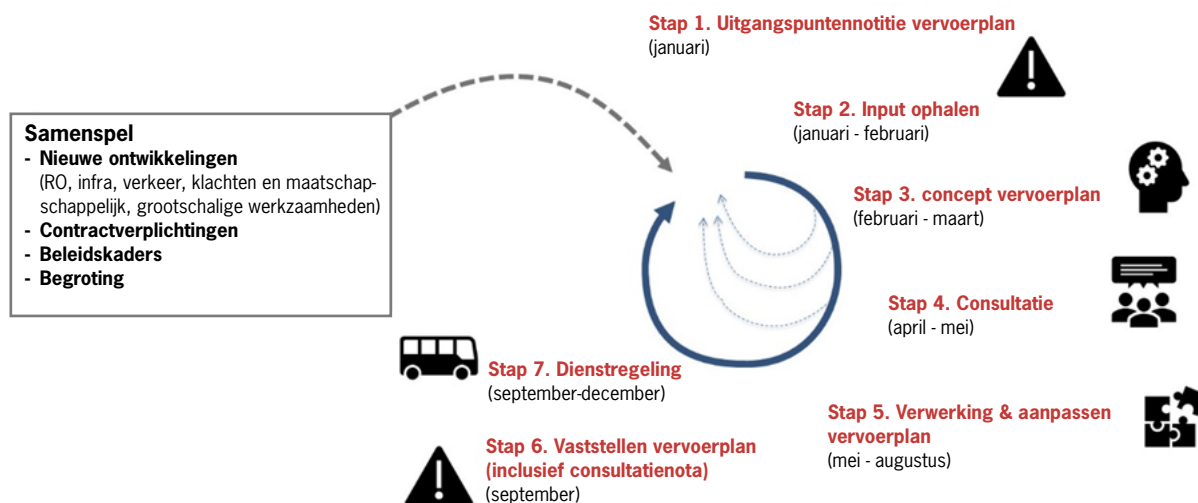 Stap 1. Uitgangspuntennotitie vervoerplan
(januari)
Stap 2. Input ophalen
(januari - februari)
Samenspel
- Nieuwe ontwikkelingen
(RO, infra, verkeer, klachten en maatschap-
schappelijk, grootschalige werkzaamheden)
- Contractverplichtingen
- Beleidskaders
- Begroting
Stap 3. concept vervoerplan
(februari - maart)
Stap 4. Consultatie
(april - mei)
Stap 7. Dienstregeling
(september-december)
Stap 5. Verwerking & aanpassen
vervoerplan
(mei - augustus)
Stap 6. Vaststellen vervoerplan
(inclusief consultatienota)
(september)